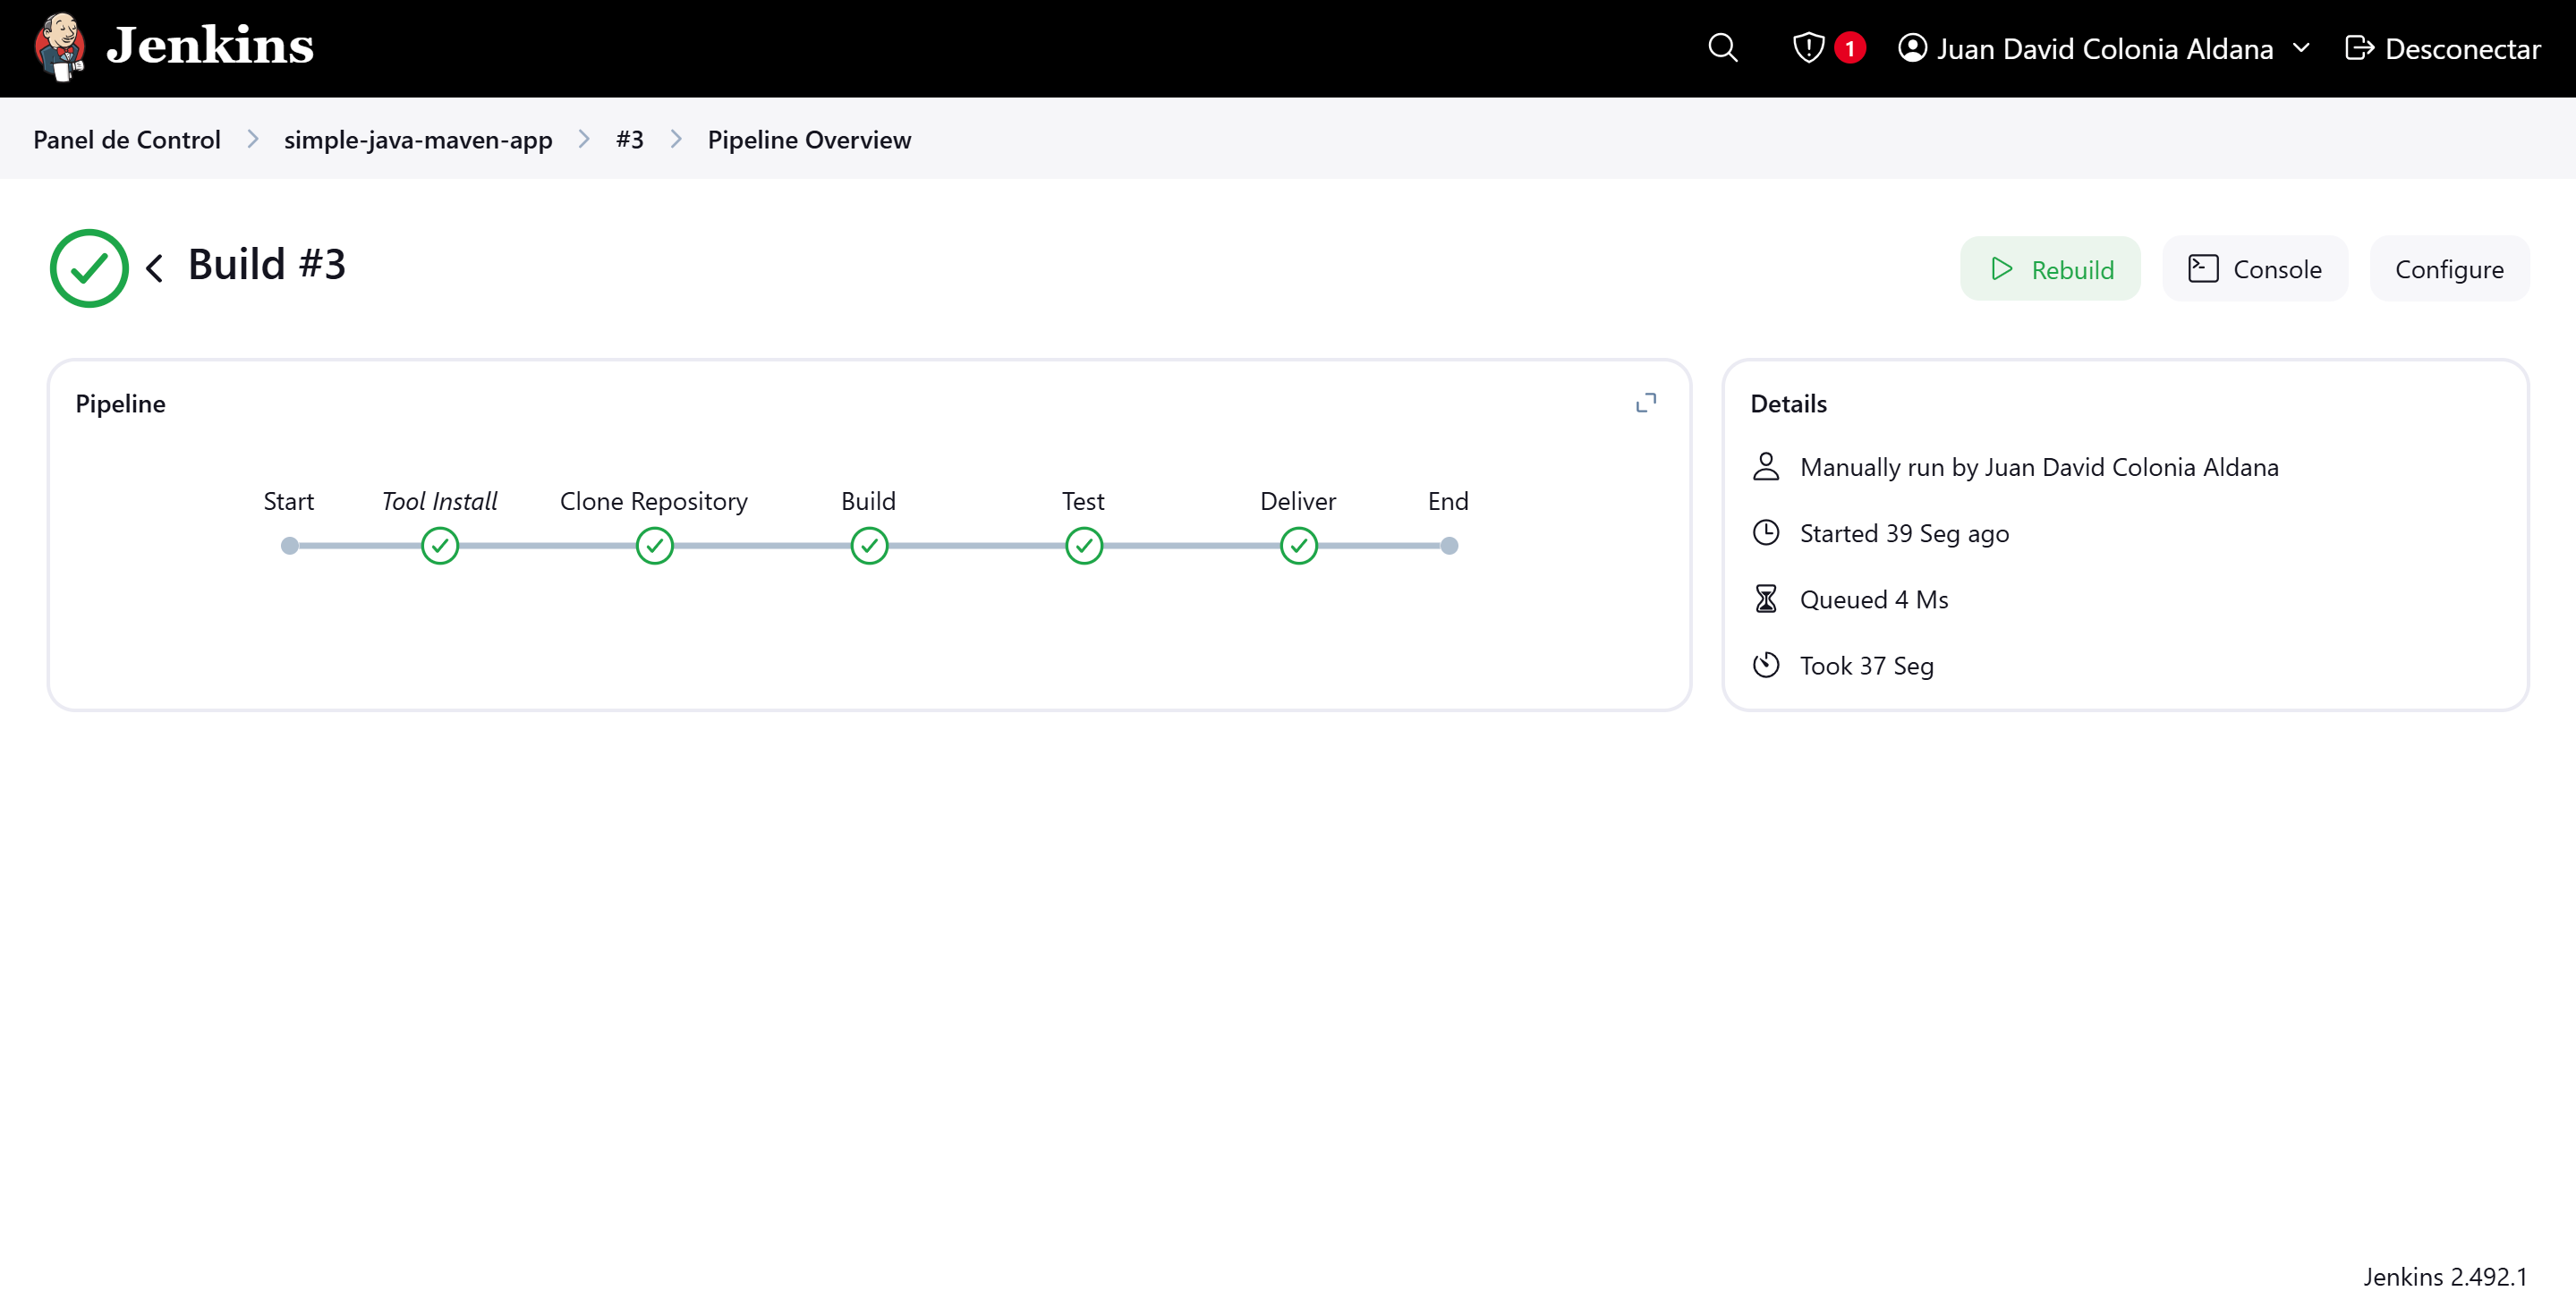 Jenkins
1
Juan David Colonia Aldana
Desconectar
Panel de Control
simple-java-maven-app
#3
Pipeline Overview
Build #3
Rebuild
Console
Configure
Pipeline
Start
Tool Install
Clone Repository
Build
Test
Deliver
End
Details
Manually run by Juan David Colonia Aldana
Started 39 Seg ago
Queued 4 Ms
Took 37 Seg
Jenkins 2.492.1